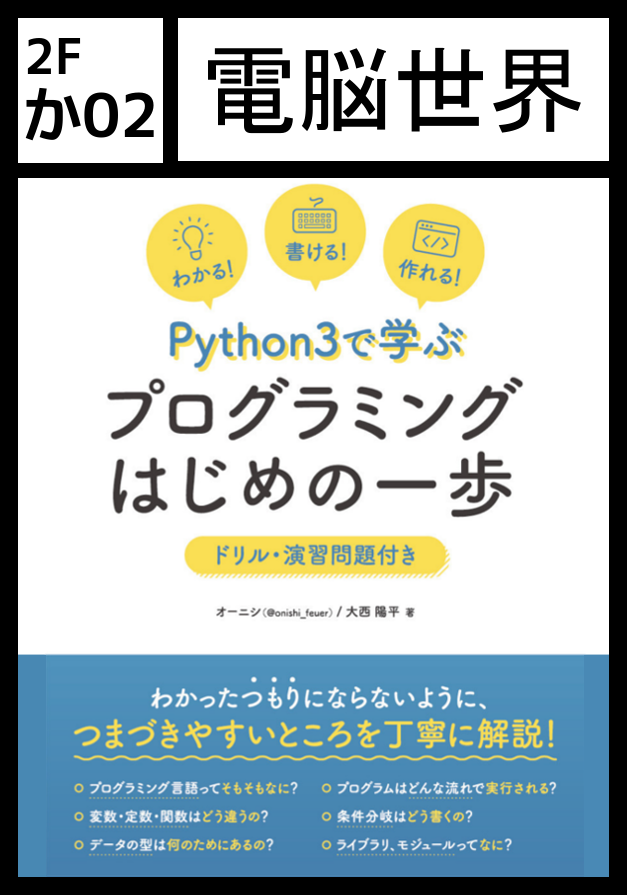 2F
か02
電脳世界
わかる!
書ける!
</>
作れる!
Python3で学ぶ
プログラミング
はじめの一歩
ドリル・演習問題付き
オーニシ(@onishi_feuer) / 大西 陽平 著
わかったつもりにならないように、
つまづきやすいところを丁寧に解説!
プログラミング言語ってそもそもなに?
プログラムはどんな流れで実行される?
変数・定数・関数はどう違うの?
条件分岐はどう書くの?
データの型は何のためにあるの?
ライブラリ、モジュールってなに?